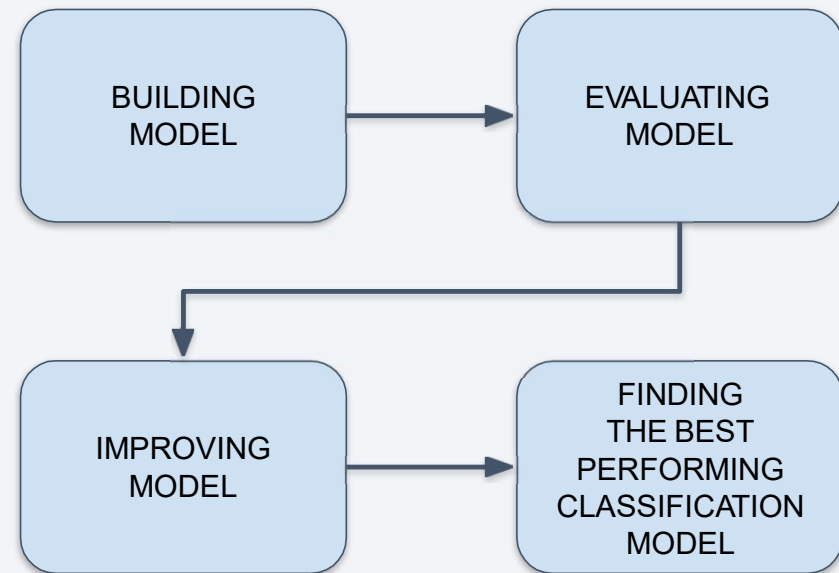 BUILDING
MODEL
EVALUATING
MODEL
IMPROVING
MODEL
FINDING
THE BEST
PERFORMING
CLASSIFICATION
MODEL